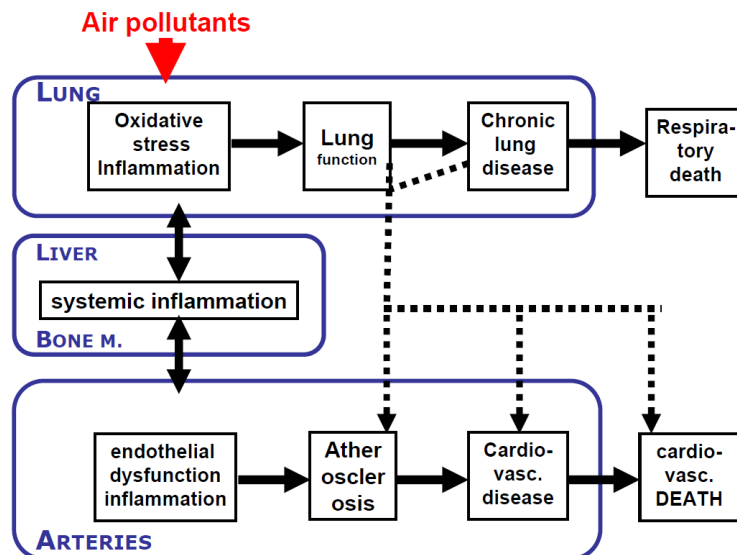 Air pollutants
LUNG
Oxidative
stress
Inflammation
Lung
function
Chronic
lung
disease
Respira-
tory
death
LIVER
systemic inflammation
BONE M.
endothelial
dysfunction
inflammation
Ather
oscler
osis
Cardio-
vasc.
disease
cardio-
vasc.
DEATH
ARTERIES